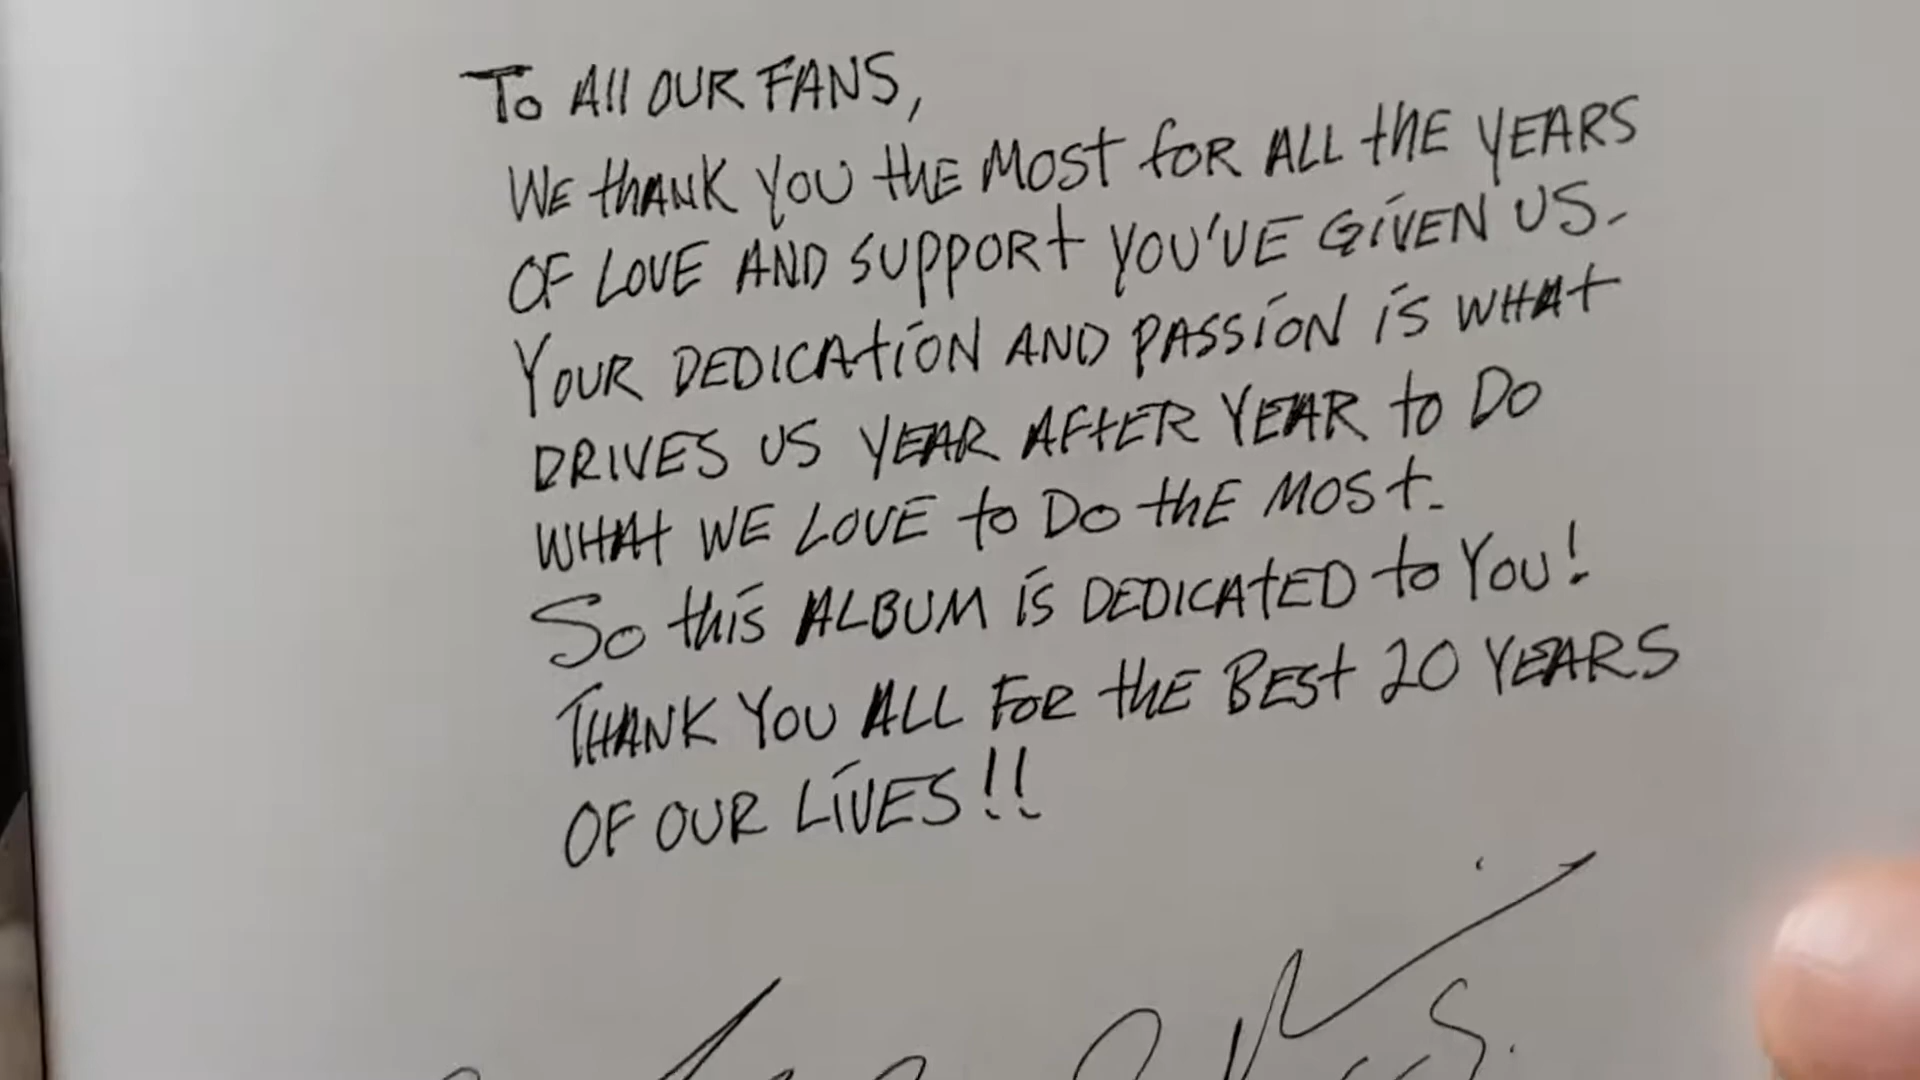 To All OUR FANS,
WE thANK YOU thE MOST fOR ALL thE YEARS
OF LOVE AND SUPPORT YOU'VE GIVEN US.
YOUR DEDICATION AND PASSION IS WHAT
DRIVES US YEAR AFTER YEAR to Do
WHAT WE LOVE to Do thE MOST.
So this ALBUM IS DEDICATED to You!
THANK YOU ALL FOR thE BEST 20 YEARS
OF OUR LIVES!!